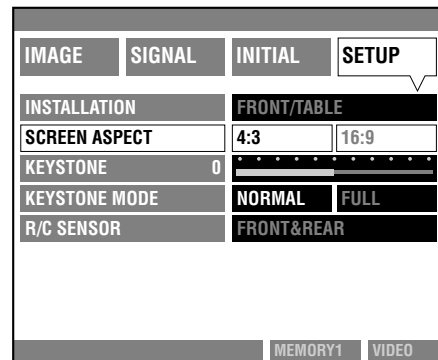 IMAGE SIGNAL INITIAL SETUP
INSTALLATION FRONT/TABLE
SCREEN ASPECT 4:3 16:9
KEYSTONE 0
KEYSTONE MODE NORMAL FULL
R/C SENSOR FRONT&REAR
MEMORY1 VIDEO